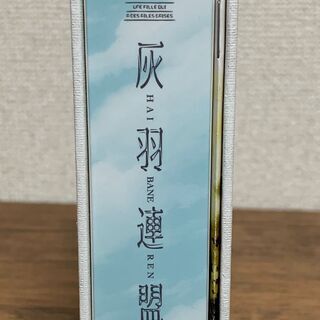 UNE FILLE QUI
A DES AILES GRISES
灰
HAI
羽
BANE
連
REN
盟